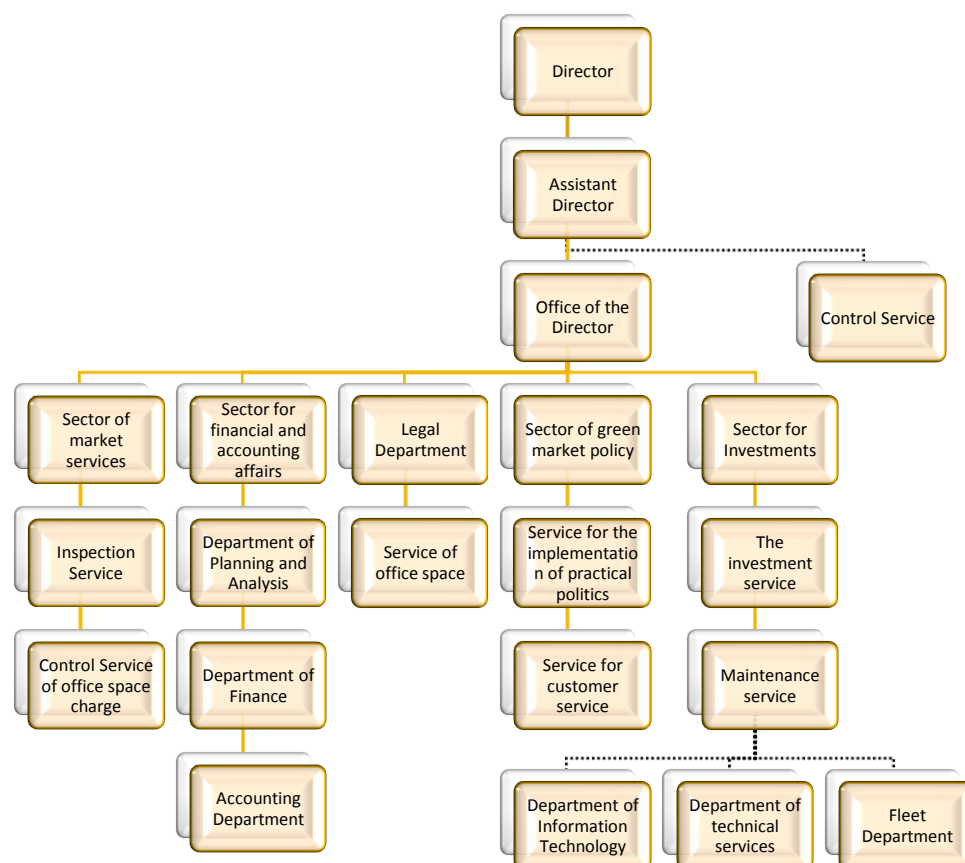 Director
Assistant
Director
Office of the
Director
Control Service
Sector of
market
services
Sector for
financial and
accounting
affairs
Legal
Department
Sector of green
market policy
Sector for
Investments
Inspection
Service
Department of
Planning and
Analysis
Service of
office space
Service for the
implementatio
n of practical
politics
The
investment
service
Control Service
of office space
charge
Department of
Finance
Service for
customer
service
Maintenance
service
Accounting
Department
Department of
Information
Technology
Department of
technical
services
Fleet
Department